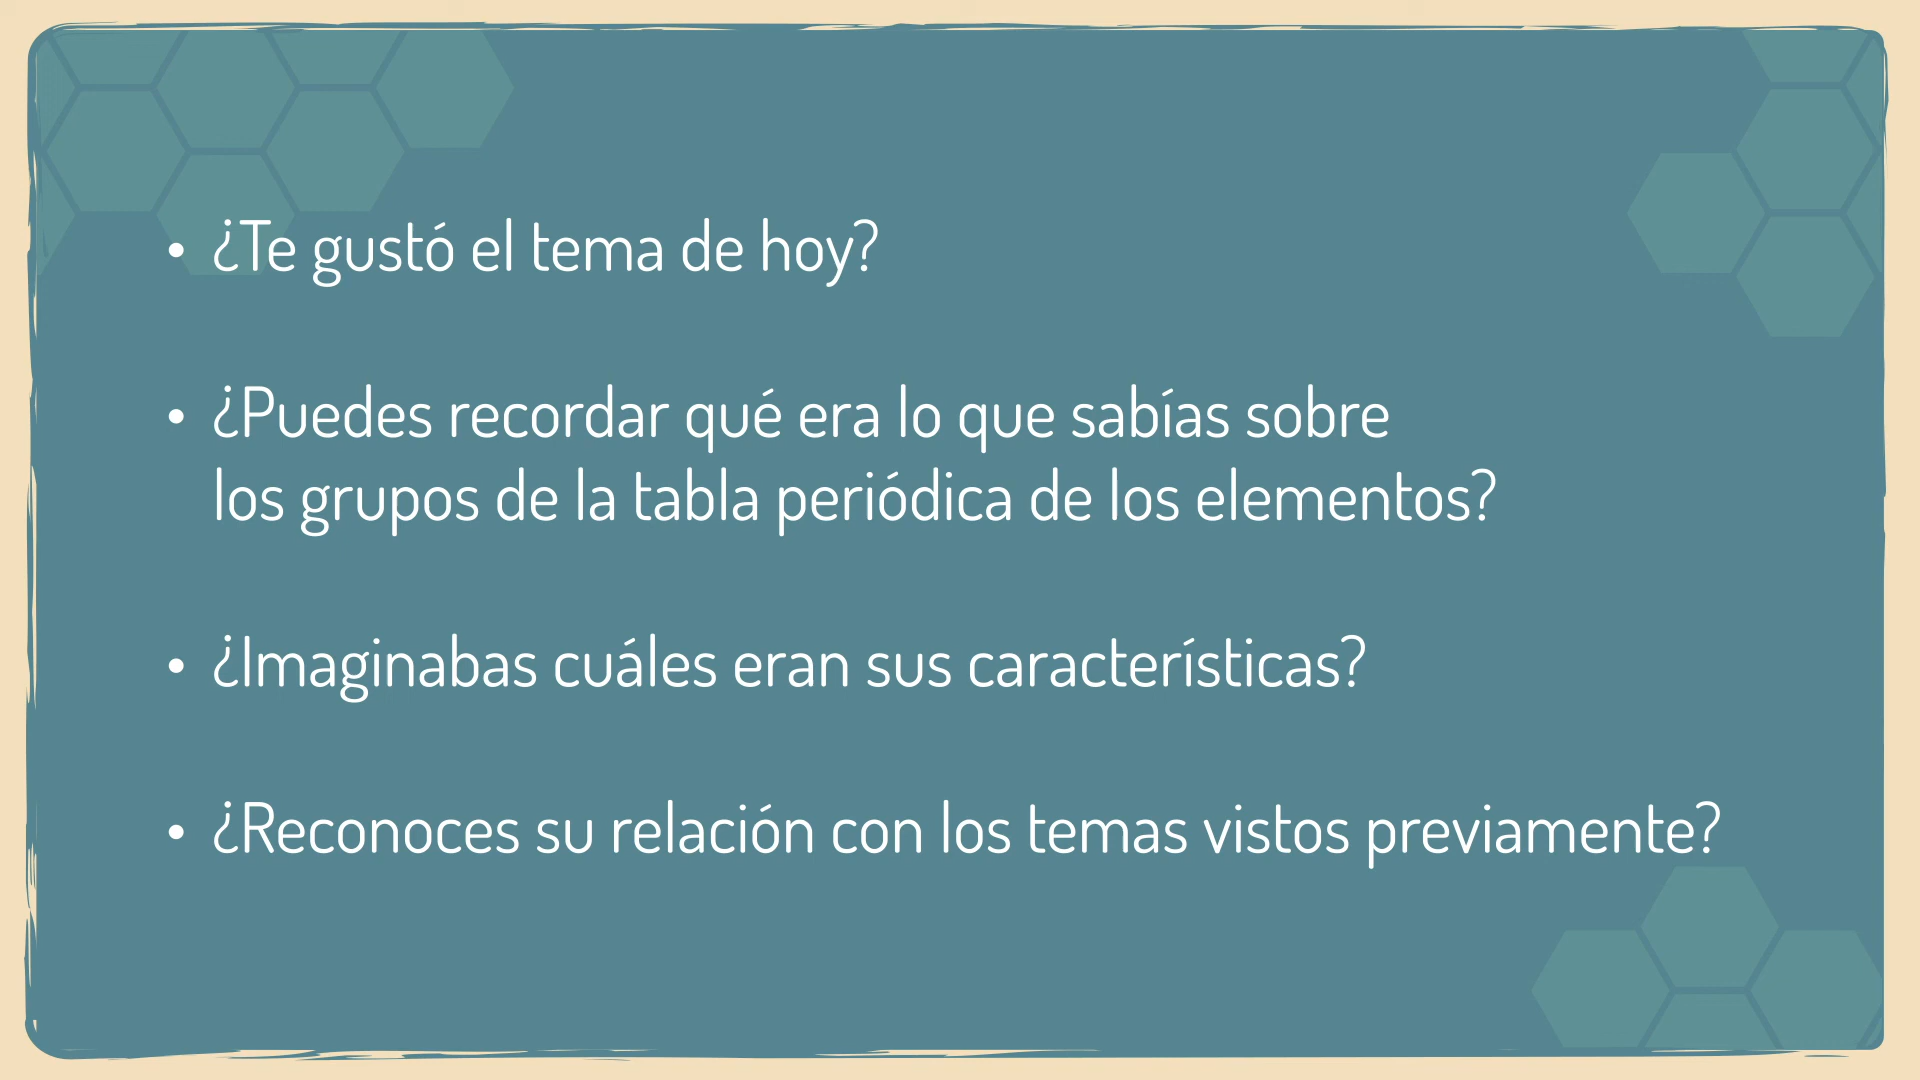 • ¿Te gustó el tema de hoy?
• ¿Puedes recordar qué era lo que sabías sobre
los grupos de la tabla periódica de los elementos?
• ¿Imaginabas cuáles eran sus características?
• ¿Reconoces su relación con los temas vistos previamente?